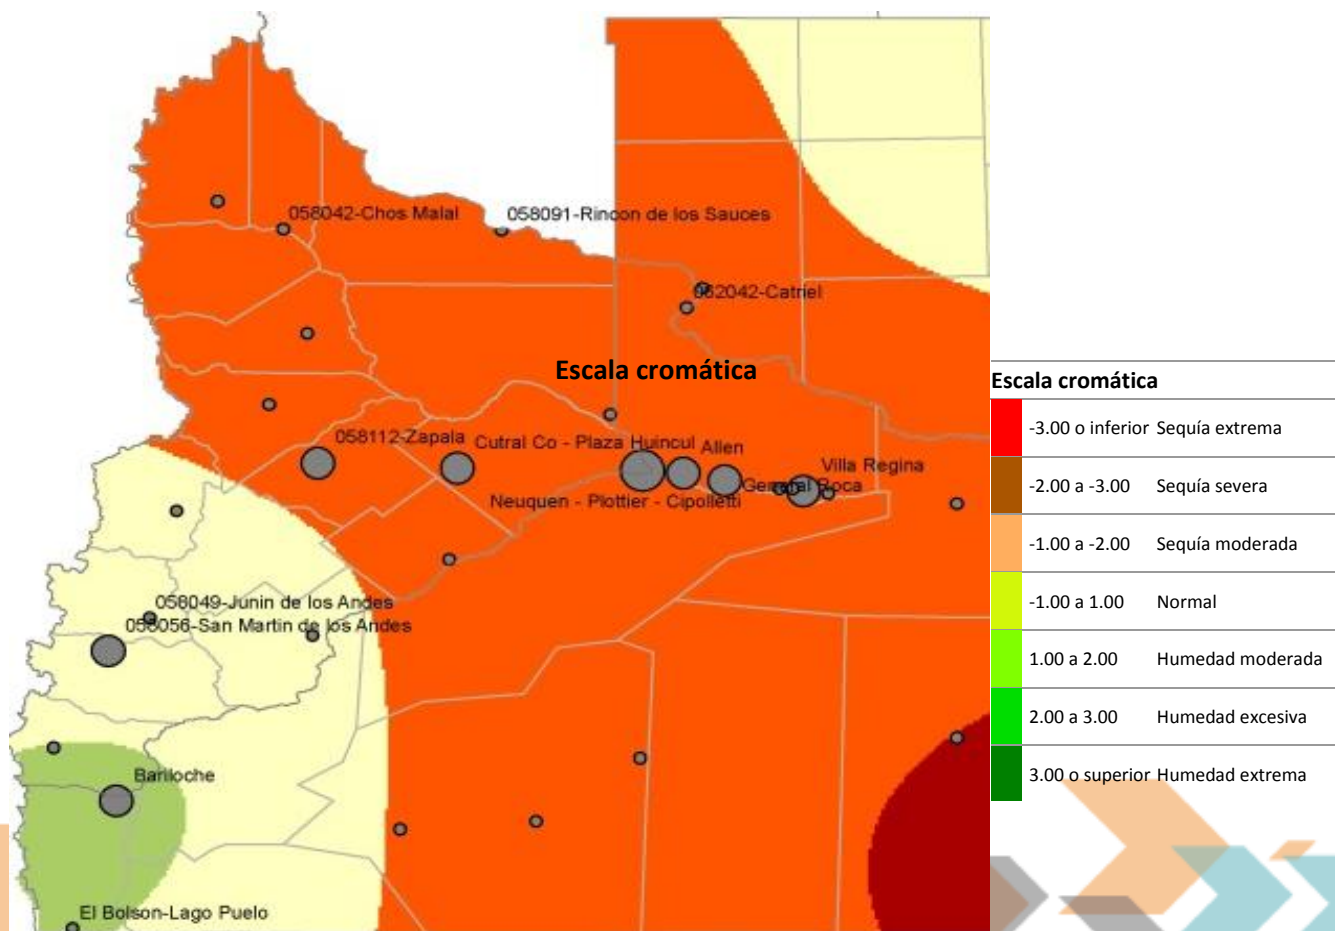 058042-Chos Malal
058091-Rincon de los Sauces
062042-Catriel
Escala cromática
058112-Zapala
Cutral Co - Plaza Huincul
Allen
Villa Regina
General Roca
Neuquen - Plottier - Cipolletti
058049-Junin de los Andes
058056-San Martin de los Andes
Bariloche
El Bolson-Lago Puelo
Escala cromática
-3.00 o inferior Sequía extrema
-2.00 a -3.00 Sequía severa
-1.00 a -2.00 Sequía moderada
-1.00 a 1.00 Normal
1.00 a 2.00 Humedad moderada
2.00 a 3.00 Humedad excesiva
3.00 o superior Humedad extrema